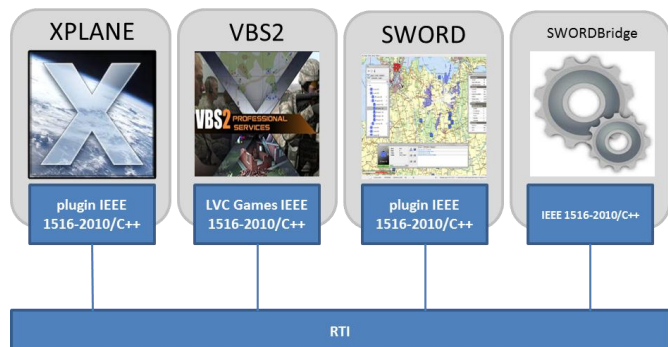 XPLANE
VBS2
SWORD
SWORDBridge
X
VBS2 PROFESSIONAL
SERVICES
plugin IEEE
1516-2010/C++
LVC Games IEEE
1516-2010/C++
plugin IEEE
1516-2010/C++
IEEE 1516-2010/C++
RTI